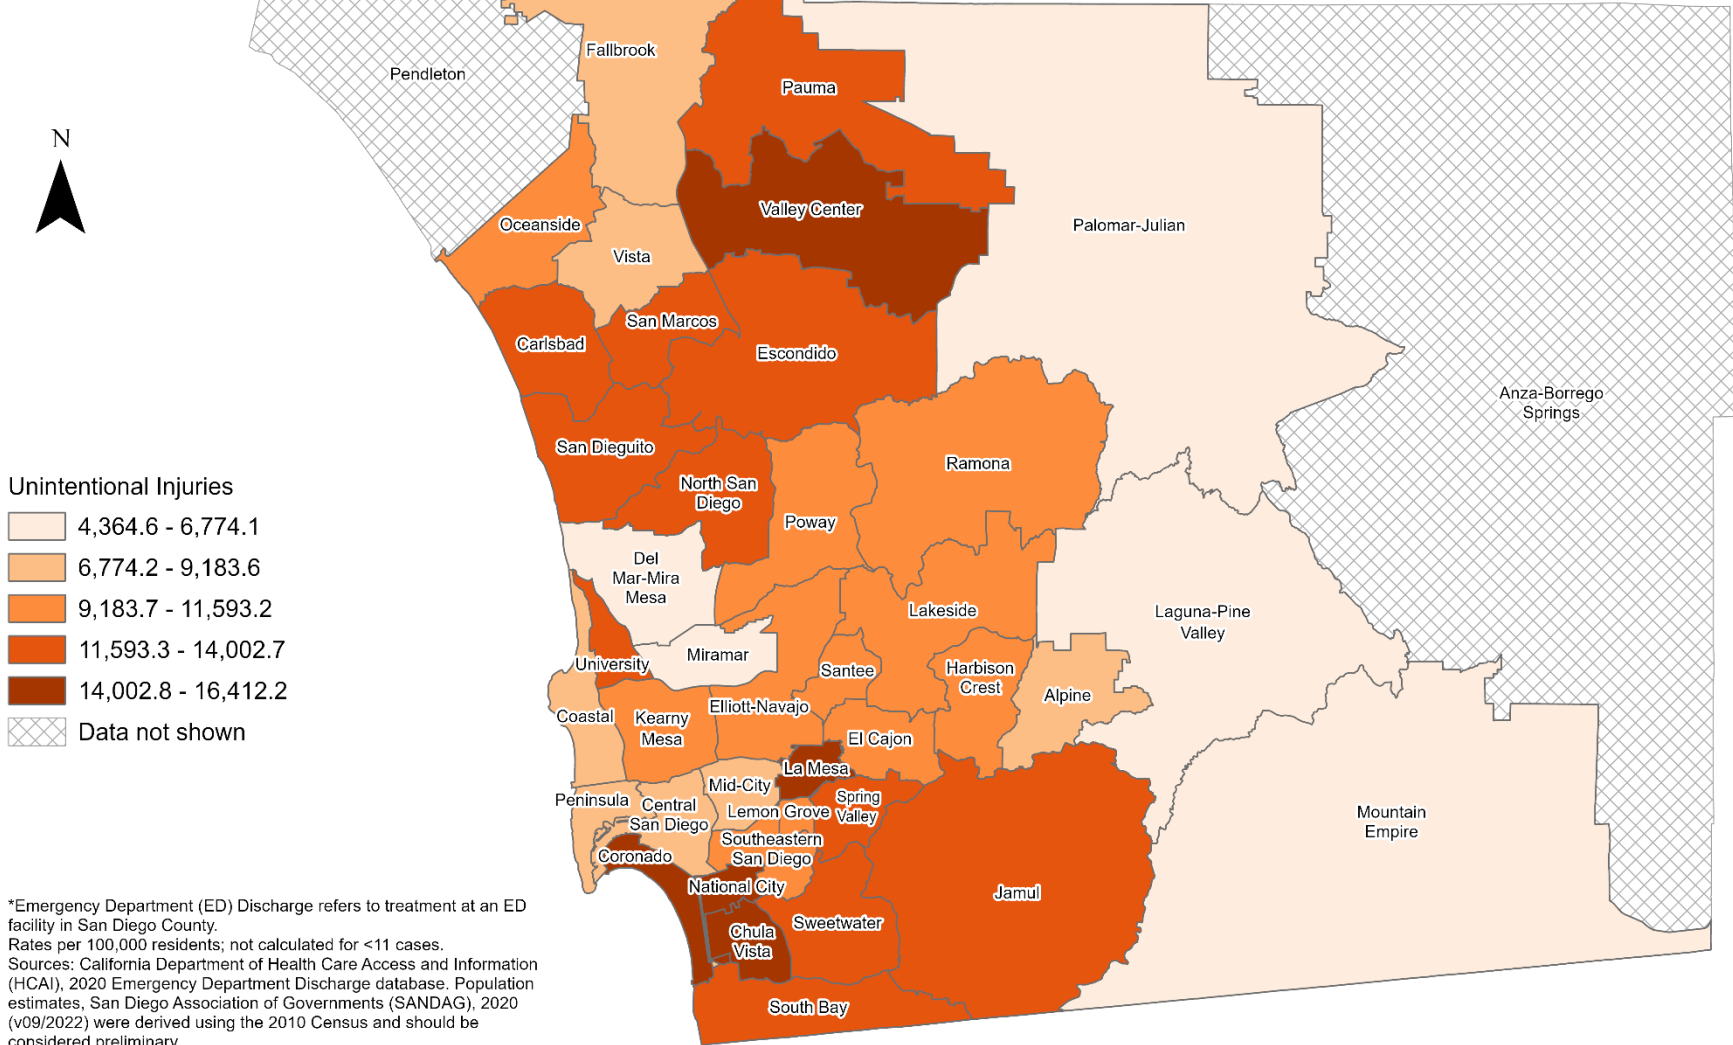 Fallbrook
Pendleton
Pauma
N
Valley Center
Oceanside
Palomar-Julian
Vista
San Marcos
Carlsbad
Escondido
Anza-Borrego
Springs
San Dieguito
Ramona
North San
Diego
Poway
Del
Mar-Mira
Mesa
Lakeside
Laguna-Pine
Valley
University
Miramar
Santee
Harbison
Crest
Alpine
Coastal
Kearny
Mesa
Elliott-Navajo
El Cajon
La Mesa
Mid-City
Peninsula
Central
San Diego
Lemon Grove
Spring
Valley
Mountain
Empire
Southeastern
San Diego
Coronado
National City
Jamul
Chula
Vista
Sweetwater
South Bay
Unintentional Injuries
4,364.6 - 6,774.1
6,774.2 - 9,183.6
9,183.7 - 11,593.2
11,593.3 - 14,002.7
14,002.8 - 16,412.2
Data not shown
*Emergency Department (ED) Discharge refers to treatment at an ED
facility in San Diego County.
Rates per 100,000 residents; not calculated for <11 cases.
Sources: California Department of Health Care Access and Information
(HCAI), 2020 Emergency Department Discharge database. Population
estimates, San Diego Association of Governments (SANDAG), 2020
(v09/2022) were derived using the 2010 Census and should be
considered preliminary.